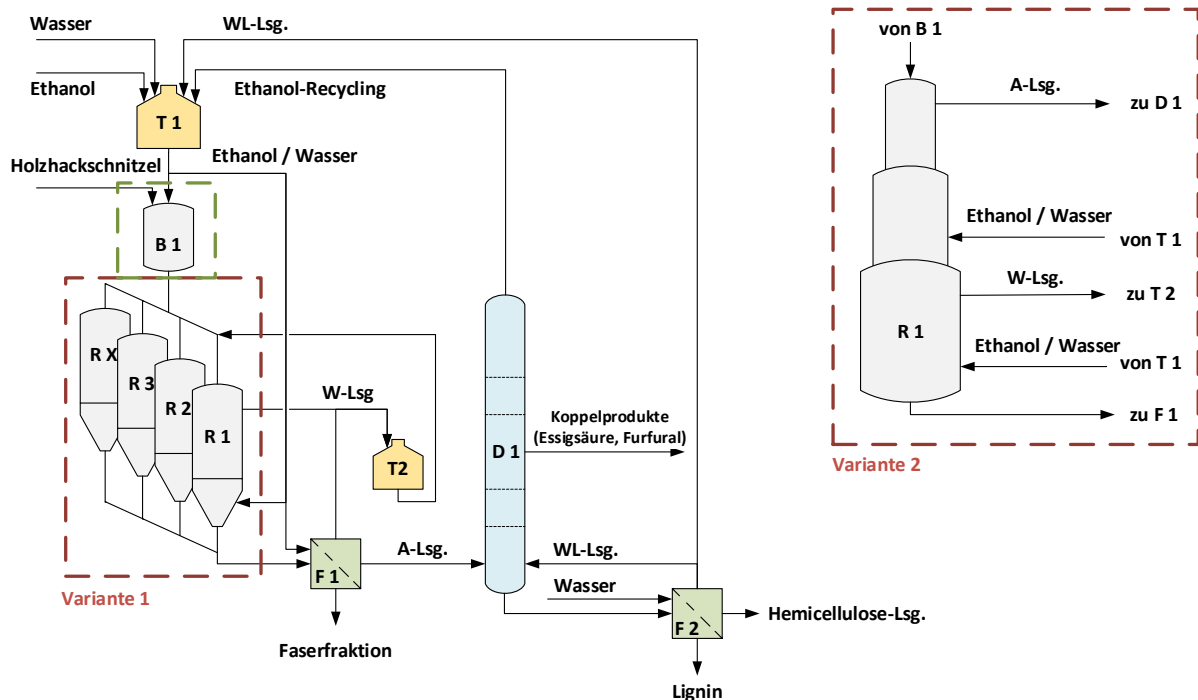 Wasser
WL-Lsg.
Ethanol
Ethanol-Recycling
T 1
Ethanol / Wasser
Holzhackschnitzel
B 1
R X
R 3
R 2
R 1
W-Lsg
T2
D 1
Koppelprodukte
(Essigsäure, Furfural)
A-Lsg.
WL-Lsg.
Wasser
F 1
F 2
Hemicellulose-Lsg.
Variante 1
Faserfraktion
Lignin
von B 1
A-Lsg.
zu D 1
Ethanol / Wasser
von T 1
W-Lsg.
zu T 2
R 1
Ethanol / Wasser
von T 1
zu F 1
Variante 2